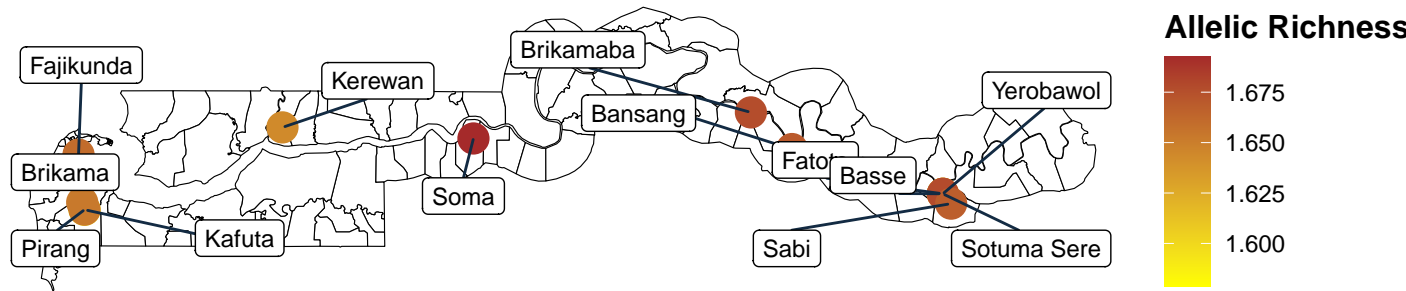 Allelic Richness
Brikamaba
Fajikunda
Kerewan
Yerobawol
1.675
Bansang
1.650
Fatoto
Brikama
Basse
Soma
1.625
Kafuta
Pirang
Sabi
Sotuma Sere
1.600